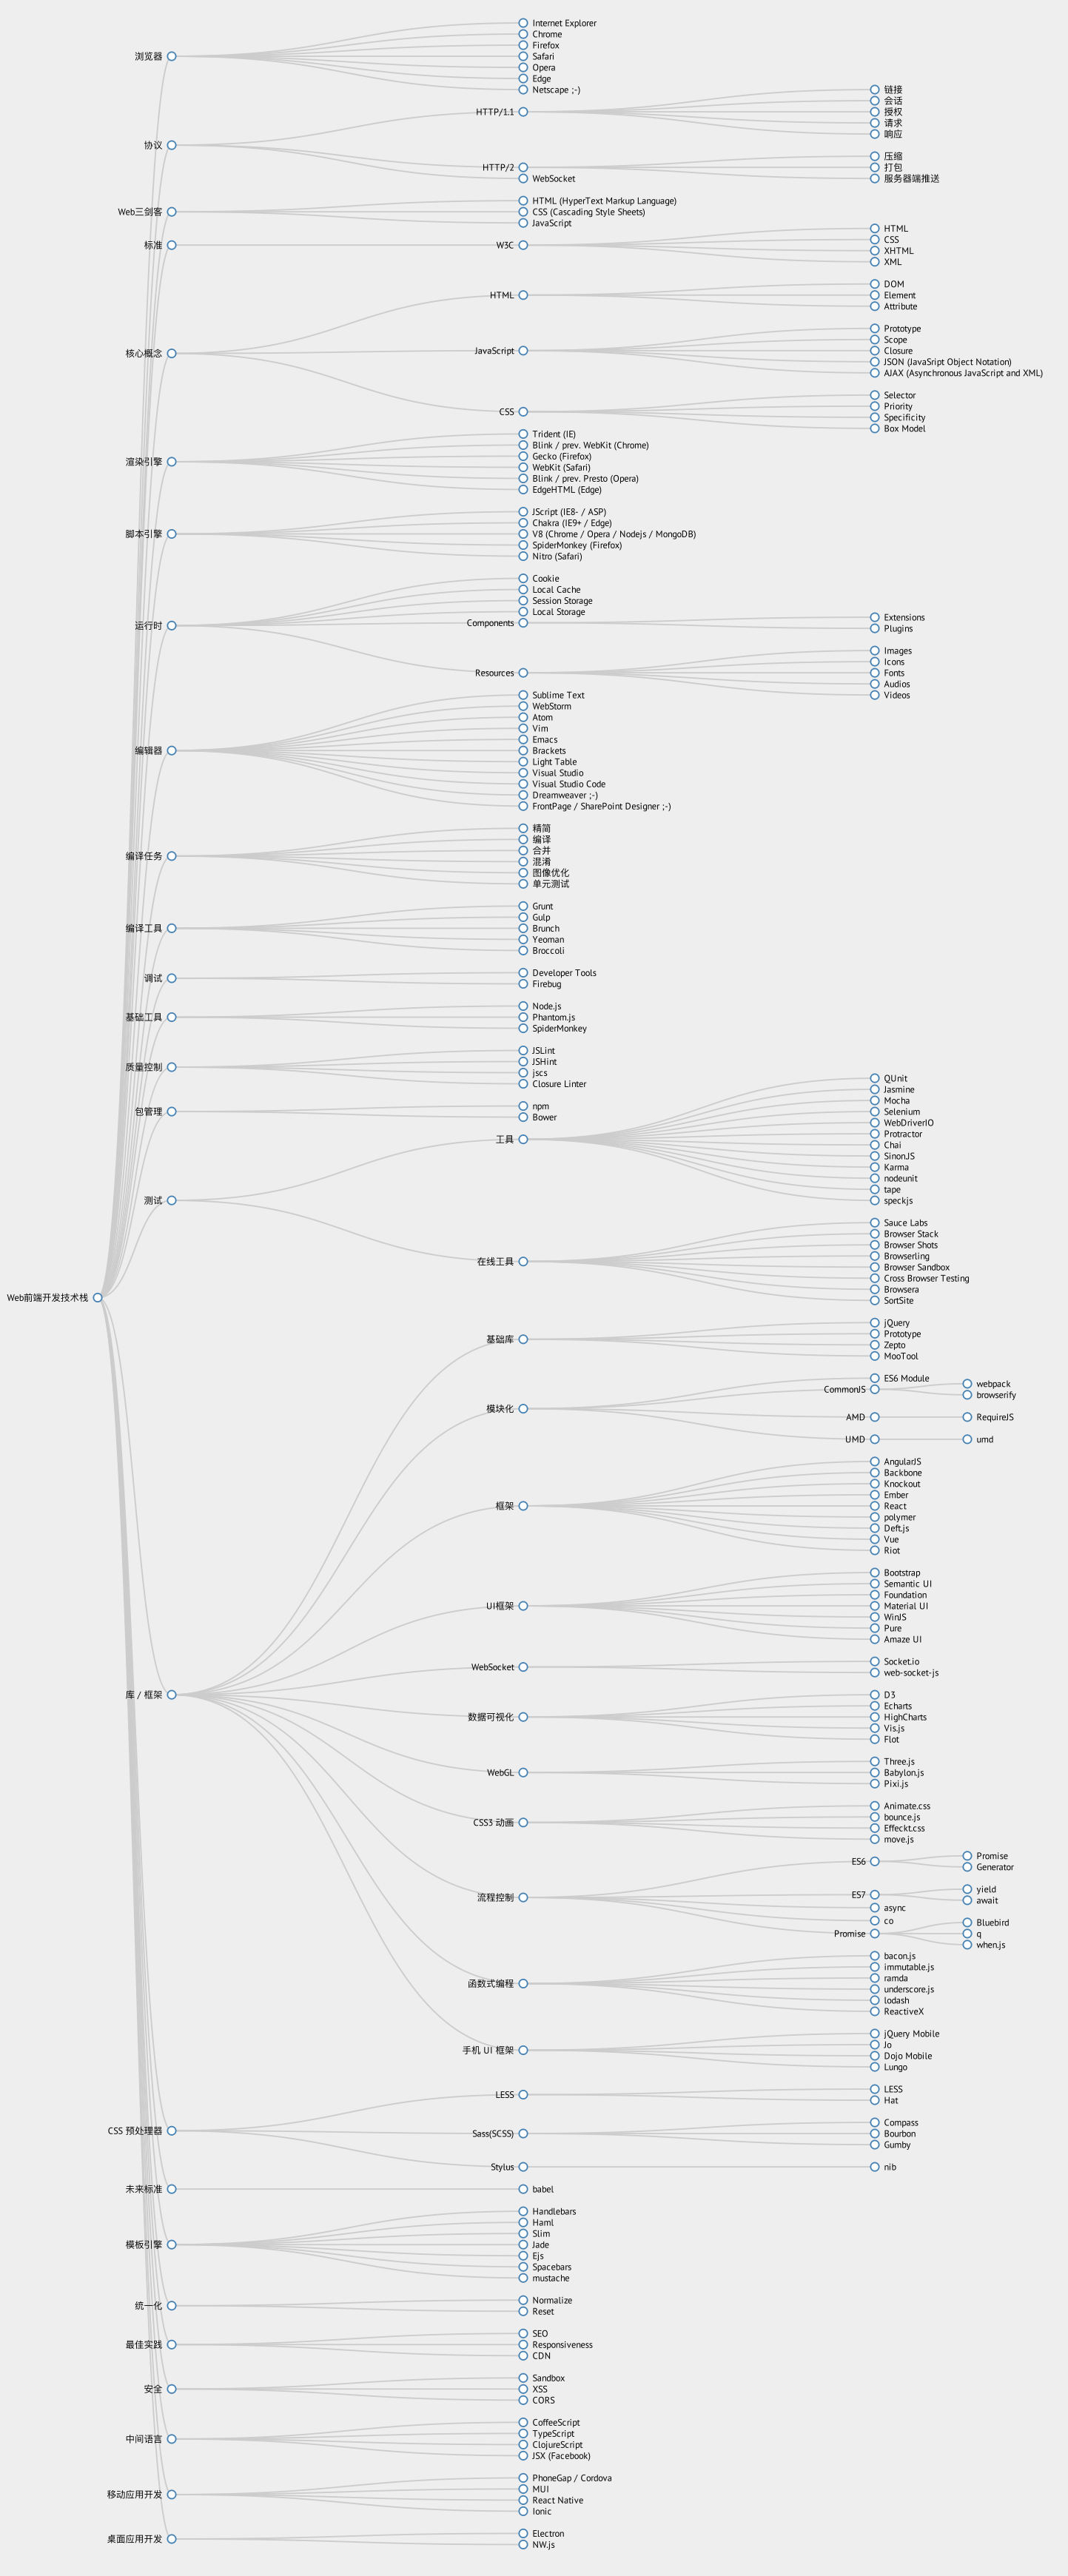 Web前端开发技术栈
浏览器
Internet Explorer
Chrome
Firefox
Safari
Opera
Edge
Netscape ;-)
协议
HTTP/1.1
链接
会话
授权
请求
响应
HTTP/2
压缩
打包
服务器端推送
WebSocket
Web三剑客
HTML (HyperText Markup Language)
CSS (Cascading Style Sheets)
JavaScript
标准
W3C
HTML
CSS
XHTML
XML
核心概念
HTML
DOM
Element
Attribute
JavaScript
Prototype
Scope
Closure
JSON (JavaSript Object Notation)
AJAX (Asynchronous JavaScript and XML)
CSS
Selector
Priority
Specificity
Box Model
渲染引擎
Trident (IE)
Blink / prev. WebKit (Chrome)
Gecko (Firefox)
WebKit (Safari)
Blink / prev. Presto (Opera)
EdgeHTML (Edge)
脚本引擎
JScript (IE8- / ASP)
Chakra (IE9+ / Edge)
V8 (Chrome / Opera / Nodejs / MongoDB)
SpiderMonkey (Firefox)
Nitro (Safari)
运行时
Cookie
Local Cache
Session Storage
Local Storage
Components
Extensions
Plugins
Resources
Images
Icons
Fonts
Audios
Videos
编辑器
Sublime Text
WebStorm
Atom
Vim
Emacs
Brackets
Light Table
Visual Studio
Visual Studio Code
Dreamweaver ;-)
FrontPage / SharePoint Designer ;-)
编译任务
精简
编译
合并
混淆
图像优化
单元测试
编译工具
Grunt
Gulp
Brunch
Yeoman
Broccoli
调试
Developer Tools
Firebug
基础工具
Node.js
Phantom.js
SpiderMonkey
质量控制
JSLint
JSHint
jscs
Closure Linter
包管理
npm
Bower
测试
工具
QUnit
Jasmine
Mocha
Selenium
WebDriverIO
Protractor
Chai
SinonJS
Karma
nodeunit
tape
speckjs
在线工具
Sauce Labs
Browser Stack
Browser Shots
Browserling
Browser Sandbox
Cross Browser Testing
Browsera
SortSite
库 / 框架
基础库
jQuery
Prototype
Zepto
MooTool
模块化
ES6 Module
CommonJS
webpack
browserify
AMD
RequireJS
UMD
umd
框架
AngularJS
Backbone
Knockout
Ember
React
polymer
Deft.js
Vue
Riot
UI框架
Bootstrap
Semantic UI
Foundation
Material UI
WinJS
Pure
Amaze UI
WebSocket
Socket.io
web-socket-js
数据可视化
D3
Echarts
HighCharts
Vis.js
Flot
WebGL
Three.js
Babylon.js
Pixi.js
CSS3 动画
Animate.css
bounce.js
Effeckt.css
move.js
流程控制
ES6
Promise
Generator
ES7
yield
await
async
co
Promise
Bluebird
q
when.js
函数式编程
bacon.js
immutable.js
ramda
underscore.js
lodash
ReactiveX
手机 UI 框架
jQuery Mobile
Jo
Dojo Mobile
Lungo
CSS 预处理器
LESS
LESS
Hat
Sass(SCSS)
Compass
Bourbon
Gumby
Stylus
nib
未来标准
babel
模板引擎
Handlebars
Haml
Slim
Jade
Ejs
Spacebars
mustache
统一化
Normalize
Reset
最佳实践
SEO
Responsiveness
CDN
安全
Sandbox
XSS
CORS
中间语言
CoffeeScript
TypeScript
ClojureScript
JSX (Facebook)
移动应用开发
PhoneGap / Cordova
MUI
React Native
Ionic
桌面应用开发
Electron
NW.js